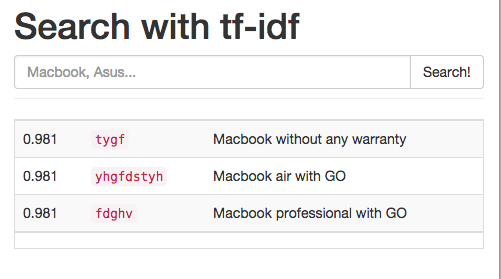 Search with tf-idf
Macbook, Asus... Search!
0.981 tygf Macbook without any warranty
0.981 yhgfdstyh Macbook air with GO
0.981 fdghv Macbook professional with GO